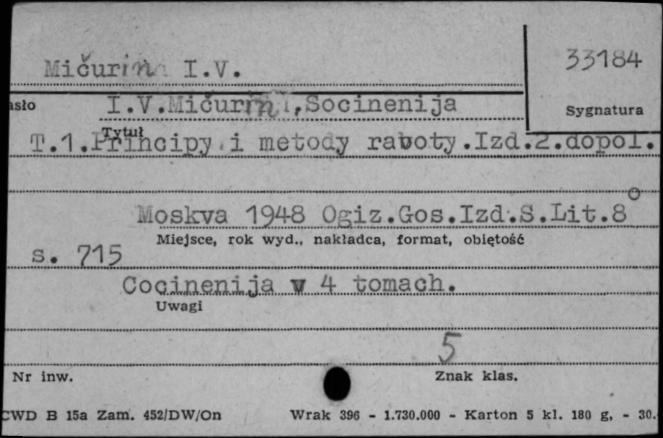 Mičurin I.V.
33184
asło
I.V.Mičurin,Socinenija
Sygnatura
Tytuł
T.1.Principy i metody raboty.Izd.2.dopol.
Moskva 1948 Ogiz.Gos.Izd.S.Lit.8°
Miejsce, rok wyd., nakładca, format, objętość
s. 715
Cocinenija v 4 tomach.
Uwagi
5
Nr inw.
Znak klas.
CWD B 15a Zam. 452/DW/On Wrak 396 - 1.730.000 - Karton 5 kl. 180 g, - 30.